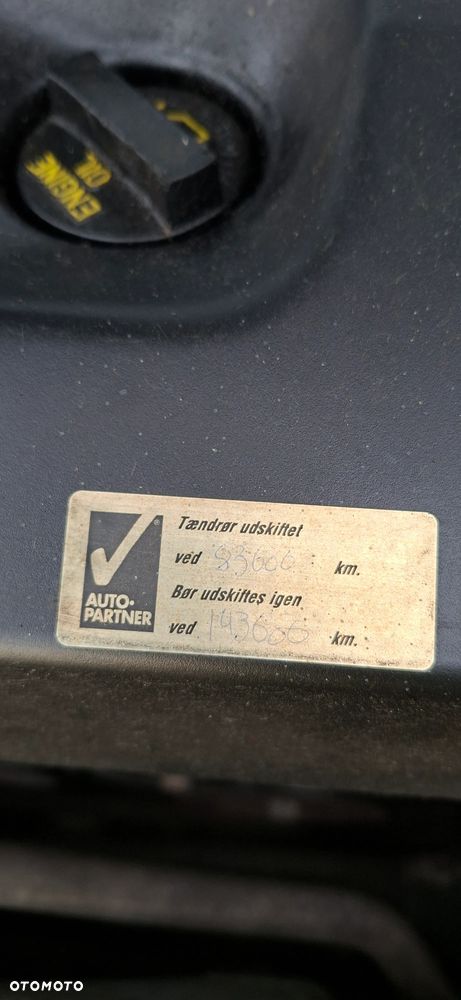 ENGINE
OIL
Tændrør udskiftet
ved 83606 km.
Bør udskiftes igen
ved 143606 km.
AUTO-
PARTNER
®
OTOMOTO